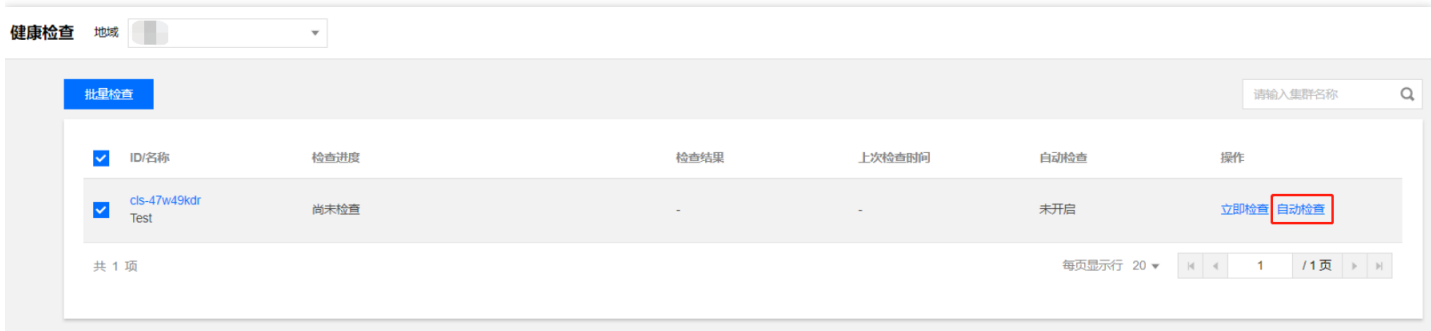 健康检查 地域
批量检查 请输入集群名称
ID/名称 检查进度 检查结果 上次检查时间 自动检查 操作
cls-47w49kdr
Test 尚未检查 - - 未开启 立即检查 自动检查
共 1 项 每页显示行 20 1 / 1 页